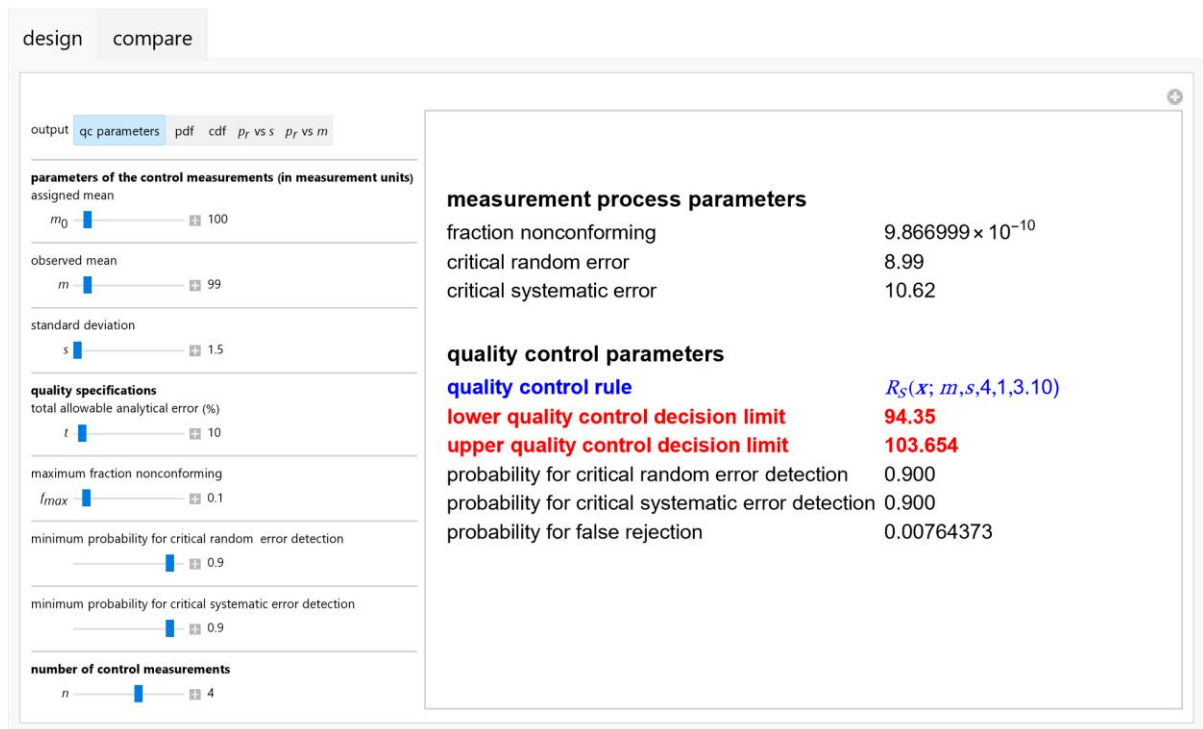 design compare
output qc parameters pdf cdf pr vs s pr vs m
parameters of the control measurements (in measurement units)
assigned mean
m0 100
observed mean
m 99
standard deviation
s 1.5
quality specifications
total allowable analytical error (%)
t 10
maximum fraction nonconforming
fmax 0.1
minimum probability for critical random error detection
0.9
minimum probability for critical systematic error detection
0.9
number of control measurements
n 4
measurement process parameters
fraction nonconforming 9.866999 × 10⁻¹⁰
critical random error 8.99
critical systematic error 10.62
quality control parameters
quality control rule RS(x; m,s,4,1,3.10)
lower quality control decision limit 94.35
upper quality control decision limit 103.654
probability for critical random error detection 0.900
probability for critical systematic error detection 0.900
probability for false rejection 0.00764373